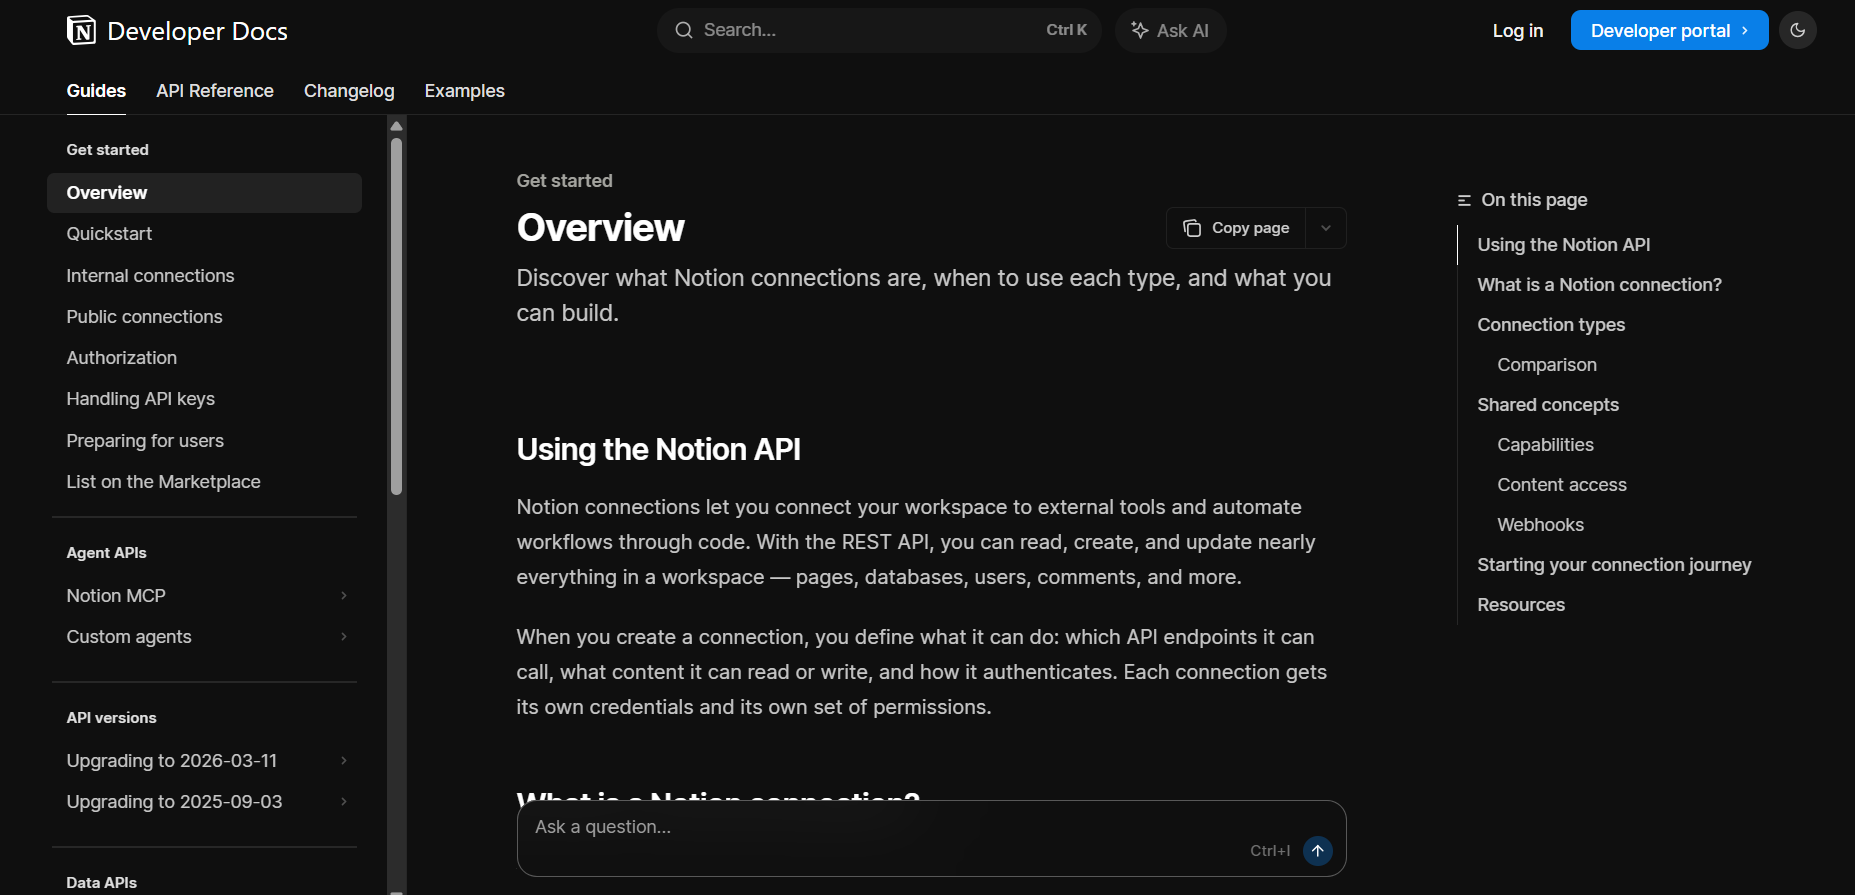 Developer Docs
Search...
Ctrl K
Ask AI
Log in
Developer portal
Guides
API Reference
Changelog
Examples
Get started
Overview
Quickstart
Internal connections
Public connections
Authorization
Handling API keys
Preparing for users
List on the Marketplace
Agent APIs
Notion MCP
Custom agents
API versions
Upgrading to 2026-03-11
Upgrading to 2025-09-03
Data APIs
Get started
Overview
Copy page
Discover what Notion connections are, when to use each type, and what you
can build.
Using the Notion API
Notion connections let you connect your workspace to external tools and automate
workflows through code. With the REST API, you can read, create, and update nearly
everything in a workspace — pages, databases, users, comments, and more.
When you create a connection, you define what it can do: which API endpoints it can
call, what content it can read or write, and how it authenticates. Each connection gets
its own credentials and its own set of permissions.
What is a Notion connection?
Ask a question...
Ctrl+I
On this page
Using the Notion API
What is a Notion connection?
Connection types
Comparison
Shared concepts
Capabilities
Content access
Webhooks
Starting your connection journey
Resources